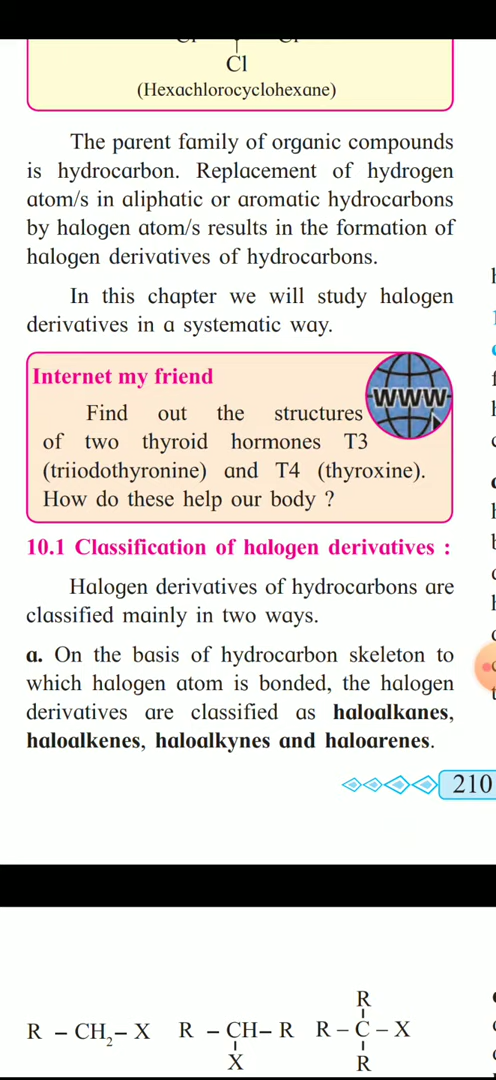 Cl
(Hexachlorocyclohexane)
The parent family of organic compounds
is hydrocarbon. Replacement of hydrogen
atom/s in aliphatic or aromatic hydrocarbons
by halogen atom/s results in the formation of
halogen derivatives of hydrocarbons.
In this chapter we will study halogen
derivatives in a systematic way.
Internet my friend
WWW
Find out the structures
of two thyroid hormones T3
(triiodothyronine) and T4 (thyroxine).
How do these help our body ?
10.1 Classification of halogen derivatives :
Halogen derivatives of hydrocarbons are
classified mainly in two ways.
a. On the basis of hydrocarbon skeleton to
which halogen atom is bonded, the halogen
derivatives are classified as haloalkanes,
haloalkenes, haloalkynes and haloarenes.
210
R
R – CH₂– X R – CH– R R – C – X
X R